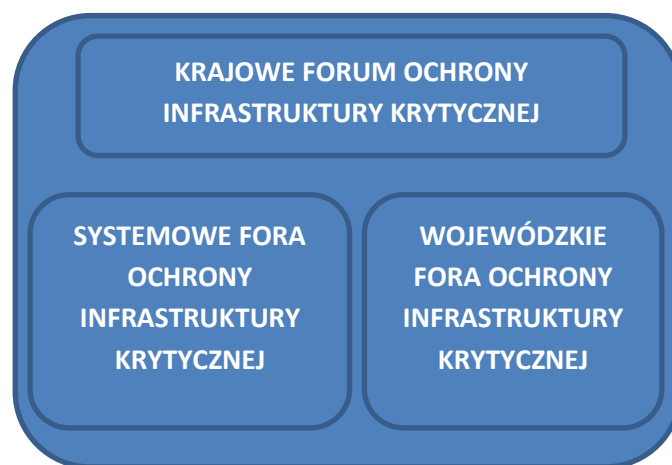 KRAJOWE FORUM OCHRONY
INFRASTRUKTURY KRYTYCZNEJ
SYSTEMOWE FORA
OCHRONY
INFRASTRUKTURY
KRYTYCZNEJ
WOJEWÓDZKIE
FORA OCHRONY
INFRASTRUKTURY
KRYTYCZNEJ